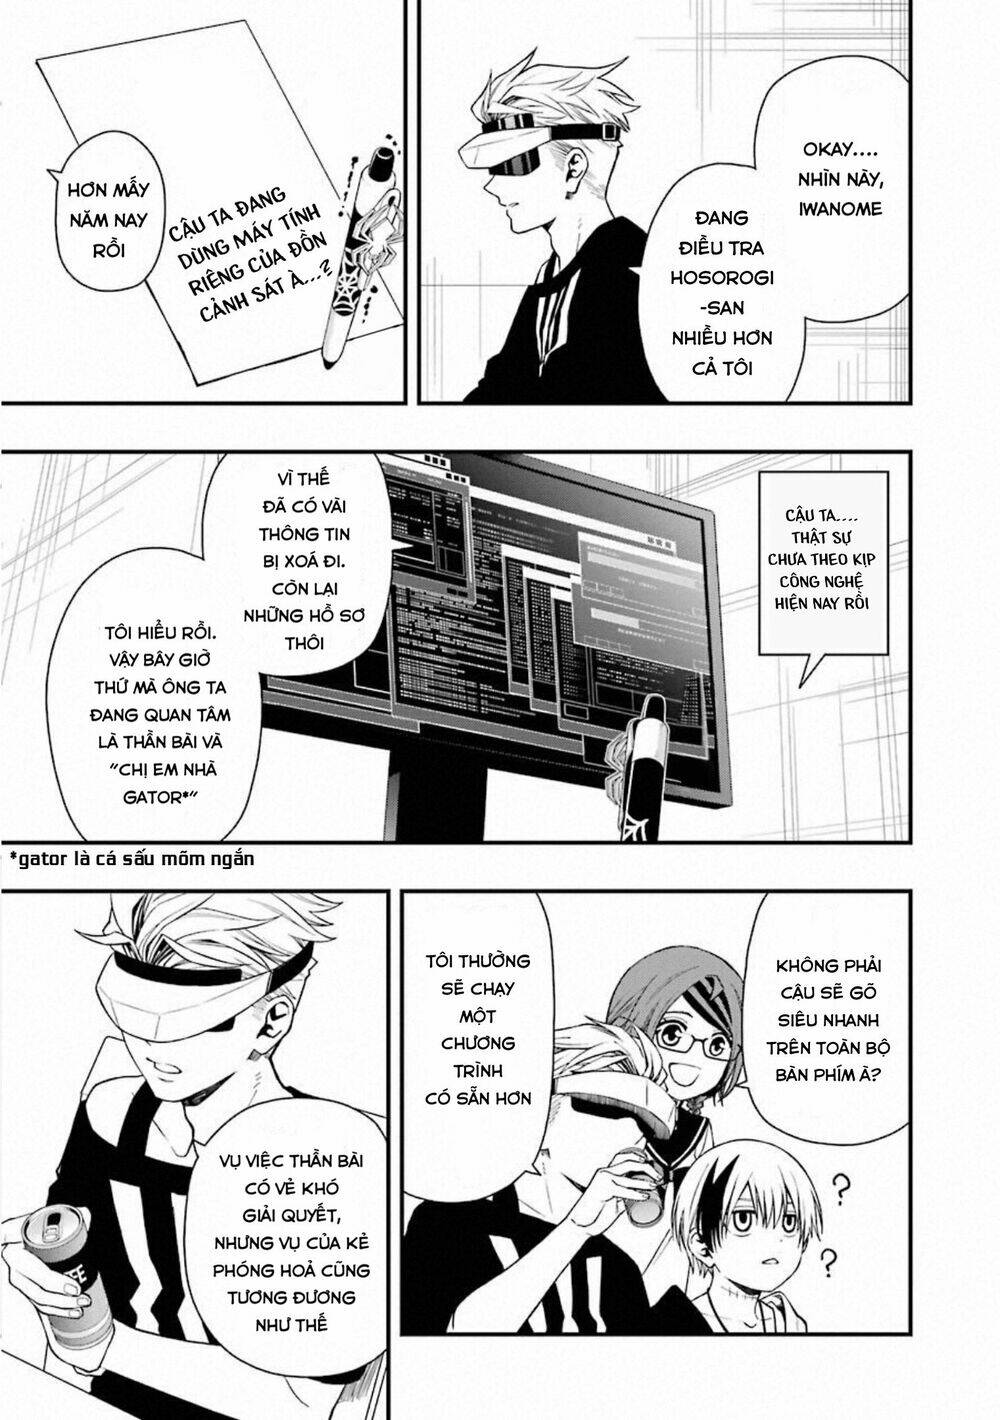 OKAY....
NHÌN NÀY,
IWANOME
ĐANG
ĐIỀU TRA
HOSOROGI
-SAN
NHIỀU HƠN
CẢ TÔI
CẬU TA ĐANG
DÙNG MÁY TÍNH
RIÊNG CỦA ĐỒN
CẢNH SÁT À...?
HƠN MẤY
NĂM NAY
RỒI
CẬU TA....
THẬT SỰ
CHƯA THEO KỊP
CÔNG NGHỆ
HIỆN NAY RỒI
VÌ THẾ
ĐÃ CÓ VÀI
THÔNG TIN
BỊ XOÁ ĐI.
CÒN LẠI
NHỮNG HỒ SƠ
THÔI
TÔI HIỂU RỒI.
VẬY BÂY GIỜ
THỨ MÀ ÔNG TA
ĐANG QUAN TÂM
LÀ THẦN BÀI VÀ
"CHỊ EM NHÀ
GATOR*"
*gator là cá sấu mõm ngắn
KHÔNG PHẢI
CẬU SẼ GÕ
SIÊU NHANH
TRÊN TOÀN BỘ
BÀN PHÍM À?
TÔI THƯỜNG
SẼ CHẠY
MỘT
CHƯƠNG
TRÌNH
CÓ SẴN HƠN
?
?
VỤ VIỆC THẦN BÀI
CÓ VẺ KHÓ
GIẢI QUYẾT,
NHƯNG VỤ CỦA KẺ
PHÓNG HOẢ CŨNG
TƯƠNG ĐƯƠNG
NHƯ THẾ